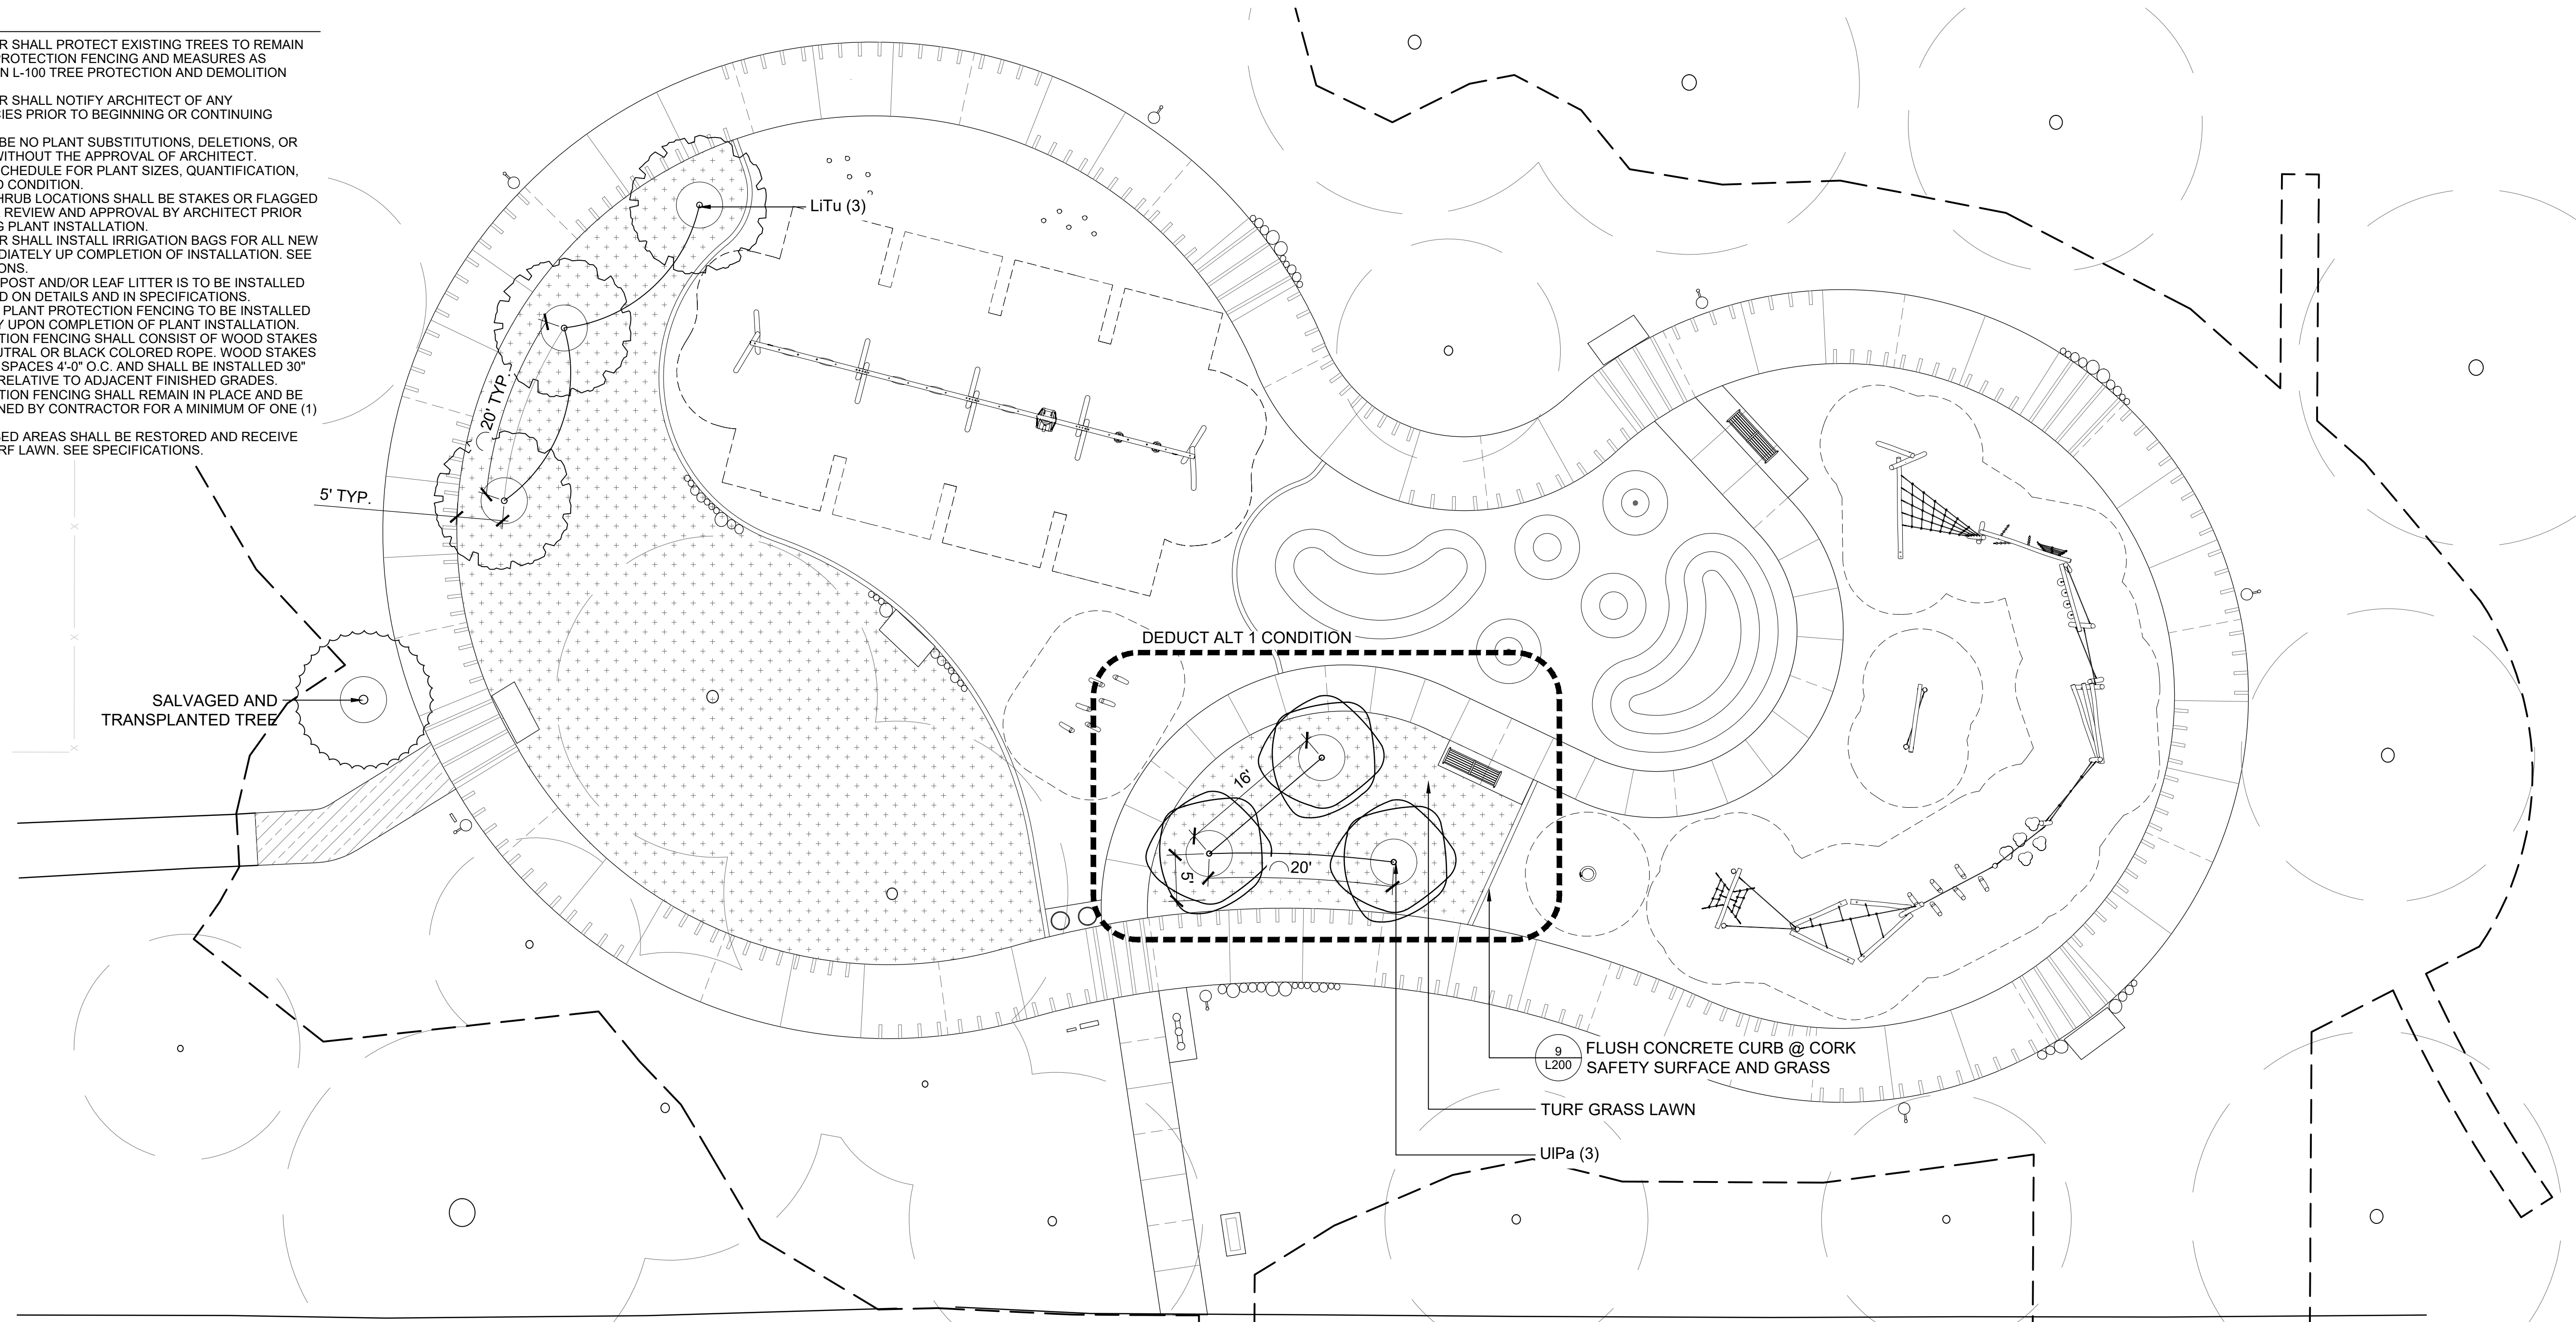 R SHALL PROTECT EXISTING TREES TO REMAIN
ROTECTION FENCING AND MEASURES AS
N L-100 TREE PROTECTION AND DEMOLITION
R SHALL NOTIFY ARCHITECT OF ANY
CIES PRIOR TO BEGINNING OR CONTINUING
BE NO PLANT SUBSTITUTIONS, DELETIONS, OR
WITHOUT THE APPROVAL OF ARCHITECT.
CHEDULE FOR PLANT SIZES, QUANTIFICATION,
D CONDITION.
HRUB LOCATIONS SHALL BE STAKES OR FLAGGED
REVIEW AND APPROVAL BY ARCHITECT PRIOR
G PLANT INSTALLATION.
R SHALL INSTALL IRRIGATION BAGS FOR ALL NEW
DIATELY UP COMPLETION OF INSTALLATION. SEE
ONS.
POST AND/OR LEAF LITTER IS TO BE INSTALLED
D ON DETAILS AND IN SPECIFICATIONS.
PLANT PROTECTION FENCING TO BE INSTALLED
Y UPON COMPLETION OF PLANT INSTALLATION.
TION FENCING SHALL CONSIST OF WOOD STAKES
UTRAL OR BLACK COLORED ROPE. WOOD STAKES
SPACES 4'-0" O.C. AND SHALL BE INSTALLED 30"
RELATIVE TO ADJACENT FINISHED GRADES.
TION FENCING SHALL REMAIN IN PLACE AND BE
NED BY CONTRACTOR FOR A MINIMUM OF ONE (1)
BED AREAS SHALL BE RESTORED AND RECEIVE
RF LAWN. SEE SPECIFICATIONS.
LiTu (3)
20' TYP.
5' TYP.
SALVAGED AND
TRANSPLANTED TREE
DEDUCT ALT 1 CONDITION
16'
20'
5'
9
L200
FLUSH CONCRETE CURB @ CORK
SAFETY SURFACE AND GRASS
TURF GRASS LAWN
UlPa (3)